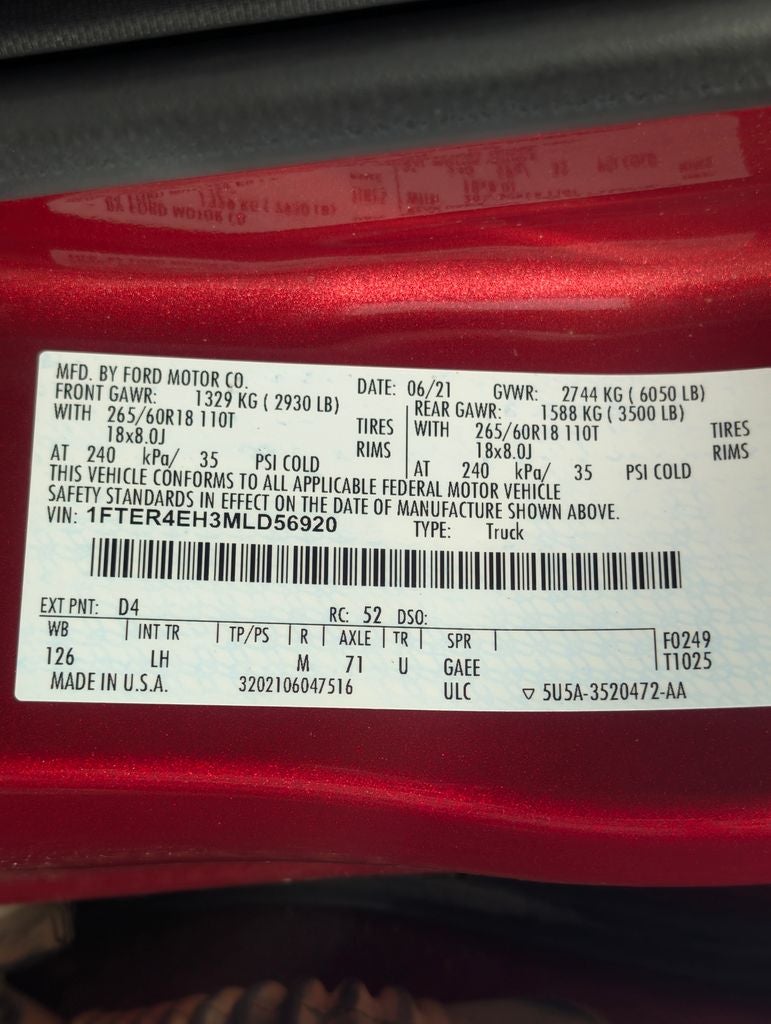 MFD. BY FORD MOTOR CO.
DATE: 06/21 GVWR: 2744 KG ( 6050 LB)
FRONT GAWR: 1329 KG ( 2930 LB)
WITH 265/60R18 110T TIRES
18x8.0J RIMS
AT 240 kPa/ 35 PSI COLD
REAR GAWR: 1588 KG ( 3500 LB)
WITH 265/60R18 110T TIRES
18x8.0J RIMS
AT 240 kPa/ 35 PSI COLD
THIS VEHICLE CONFORMS TO ALL APPLICABLE FEDERAL MOTOR VEHICLE
SAFETY STANDARDS IN EFFECT ON THE DATE OF MANUFACTURE SHOWN ABOVE.
VIN: 1FTER4EH3MLD56920 TYPE: Truck
EXT PNT: D4 RC: 52 DSO:
WB INT TR TP/PS R AXLE TR SPR F0249
126 LH M 71 U GAEE T1025
MADE IN U.S.A. 3202106047516 ULC ▽ 5U5A-3520472-AA